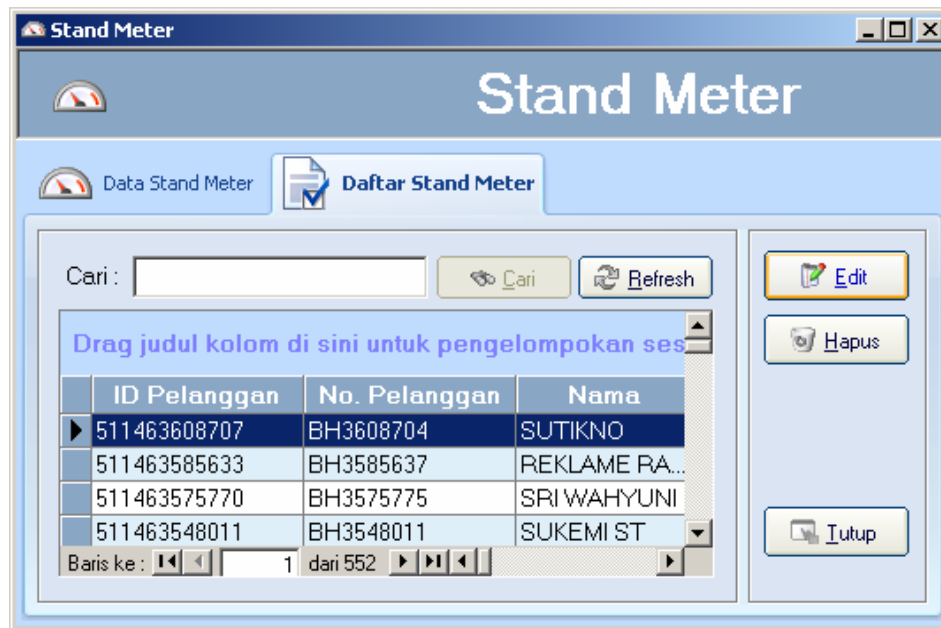 Stand Meter
Stand Meter
Data Stand Meter
Daftar Stand Meter
Cari :
Cari
Refresh
Edit
Hapus
Drag judul kolom di sini untuk pengelompokan ses
ID Pelanggan No. Pelanggan Nama
511463608707 BH3608704 SUTIKNO
511463585633 BH3585637 REKLAME RA...
511463575770 BH3575775 SRI WAHYUNI
511463548011 BH3548011 SUKEMI ST
Baris ke : 1 dari 552
Tutup